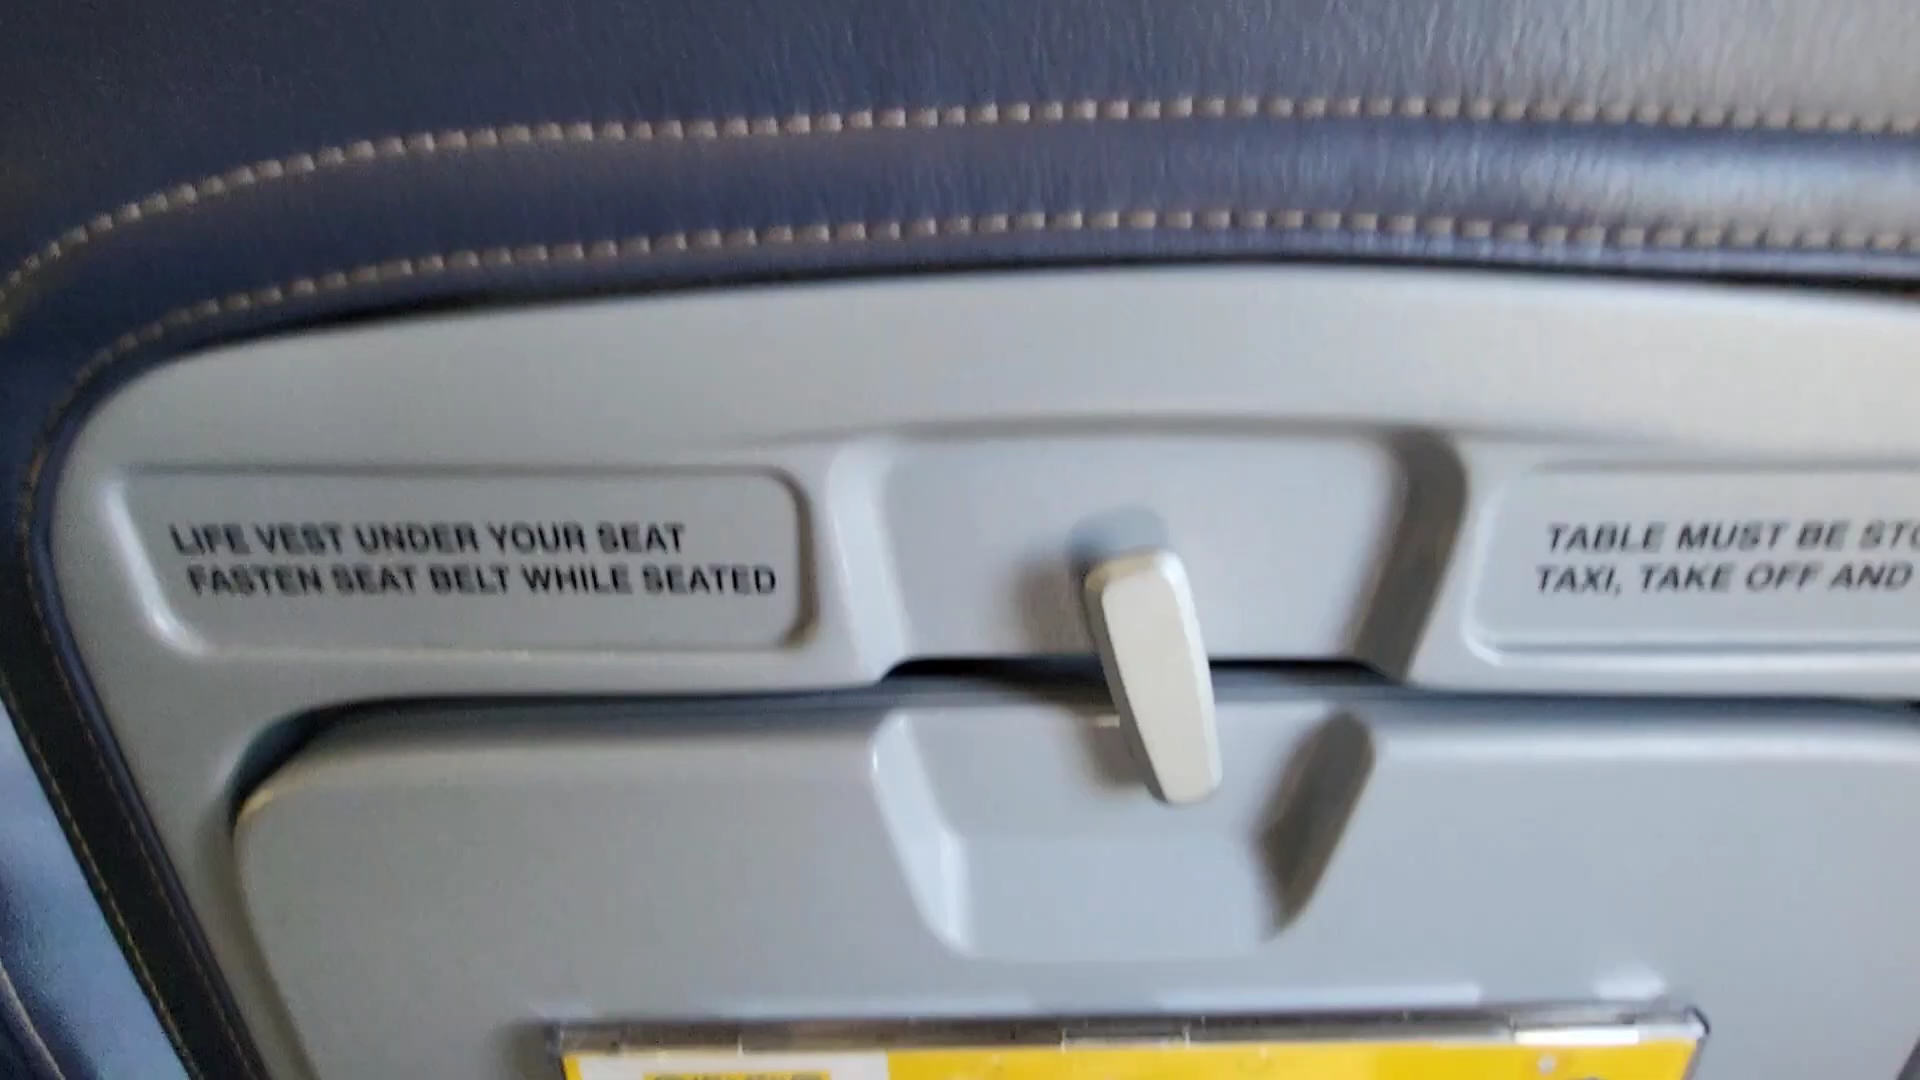 LIFE VEST UNDER YOUR SEAT
FASTEN SEAT BELT WHILE SEATED
TABLE MUST BE
TAXI, TAKE OFF AND